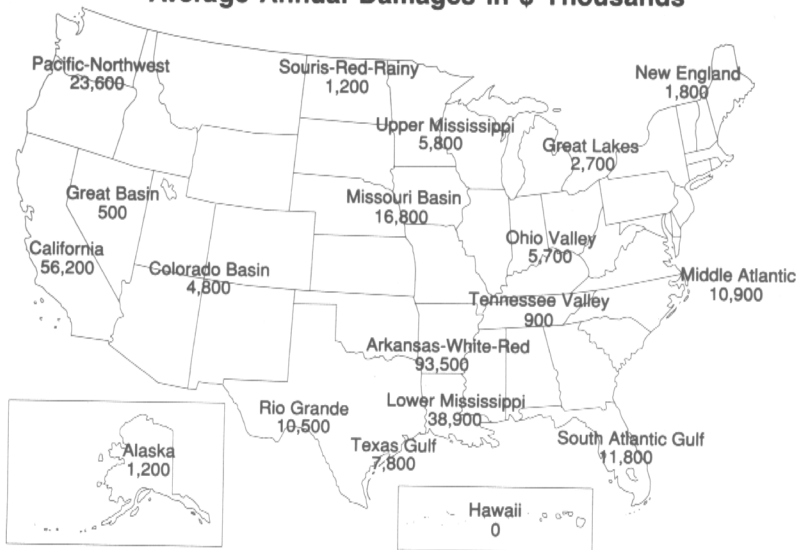 Average Annual Damages in $ Thousands
Pacific-Northwest
23,600
Souris-Red-Rainy
1,200
New England
1,800
Upper Mississippi
5,800
Great Lakes
2,700
Great Basin
500
Missouri Basin
16,800
California
56,200
Ohio Valley
5,700
Colorado Basin
4,800
Middle Atlantic
10,900
Tennessee Valley
900
Arkansas-White-Red
93,500
Rio Grande
10,500
Lower Mississippi
38,900
Texas Gulf
7,800
South Atlantic Gulf
11,800
Alaska
1,200
Hawaii
0